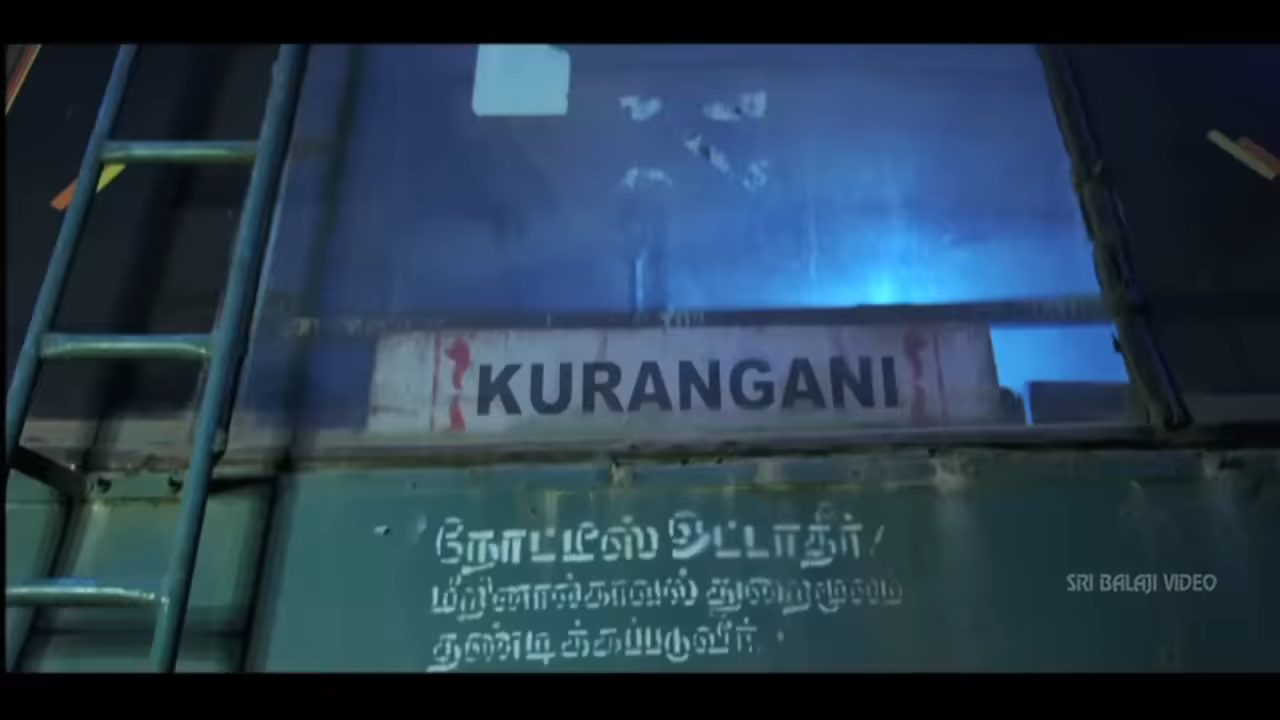 KURANGANI
நோட்டீஸ் ஒட்டாதீர்!
மீறினால்காவல் துறைமூலம்
தண்டிக்கப்படுவீர்.
SRI BALAJI VIDEO